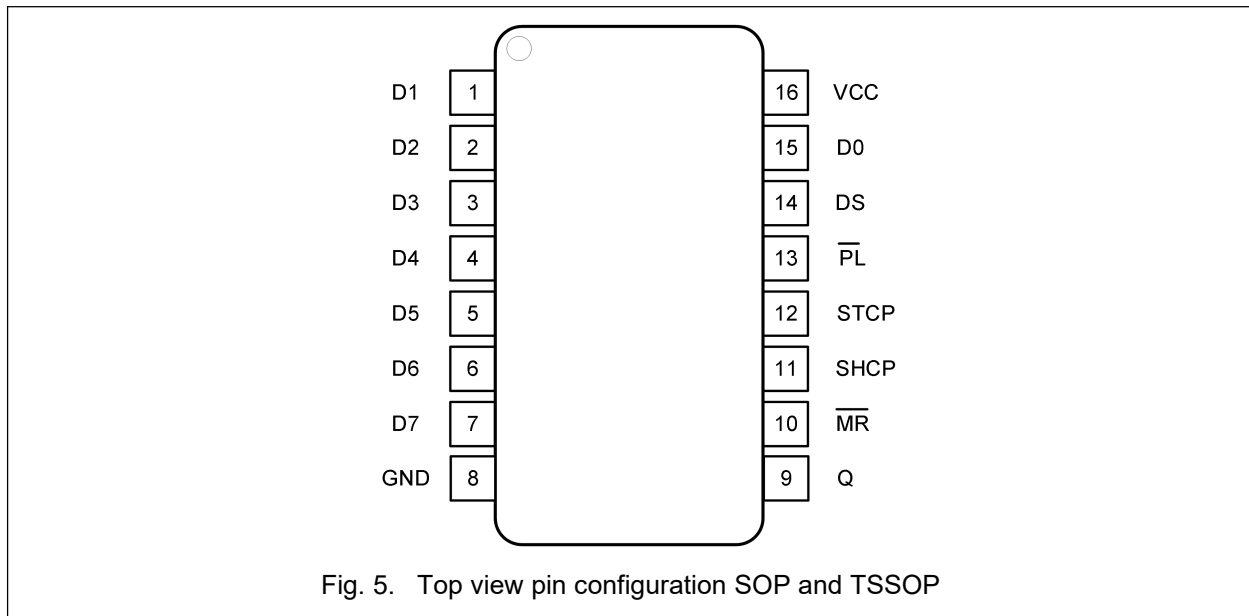 D1 1 16 VCC
D2 2 15 D0
D3 3 14 DS
D4 4 13 P̅L̅
D5 5 12 STCP
D6 6 11 SHCP
D7 7 10 M̅R̅
GND 8 9 Q
Fig. 5. Top view pin configuration SOP and TSSOP